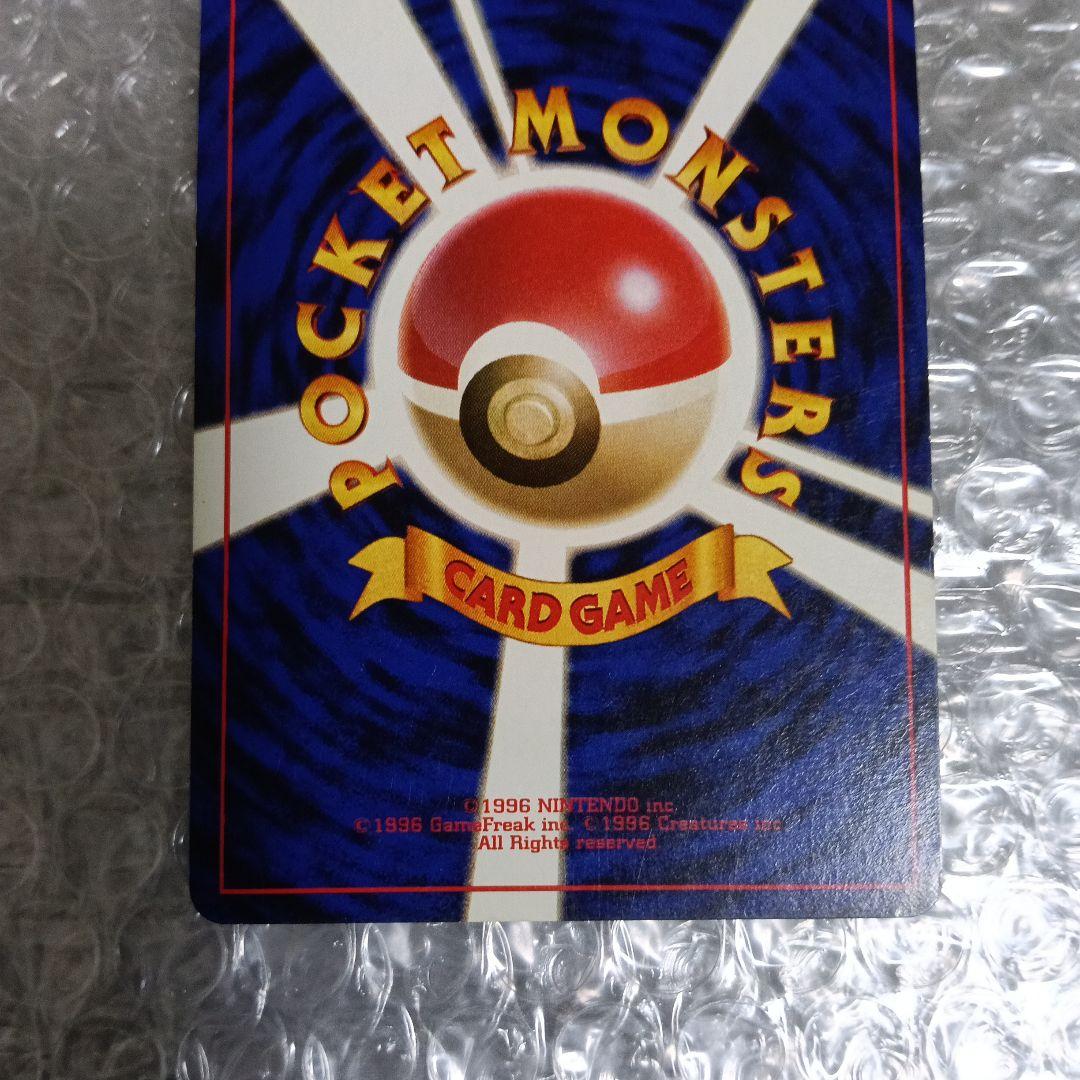 POCKET MONSTERS
CARD GAME
©1996 NINTENDO inc.
©1996 GameFreak inc. ©1996 Creatures inc.
All Rights reserved.